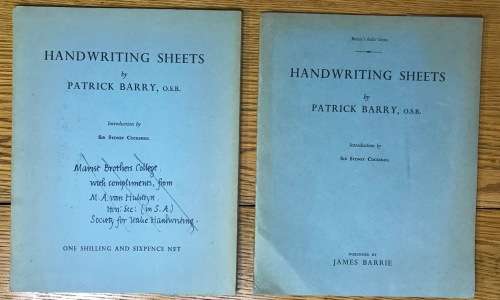 HANDWRITING SHEETS
by
PATRICK BARRY, O.S.B.
Introduction by
SIR SYDNEY COCKERELL
Marist Brothers College
with compliments, from
M. A. van Hulsteyn
Hon: Sec: (in S. A.)
Society for Italic Handwriting.
ONE SHILLING AND SIXPENCE NET
HANDWRITING SHEETS
by
PATRICK BARRY, O.S.B.
Introduction by
SIR SYDNEY COCKERELL
PUBLISHED BY
JAMES BARRIE